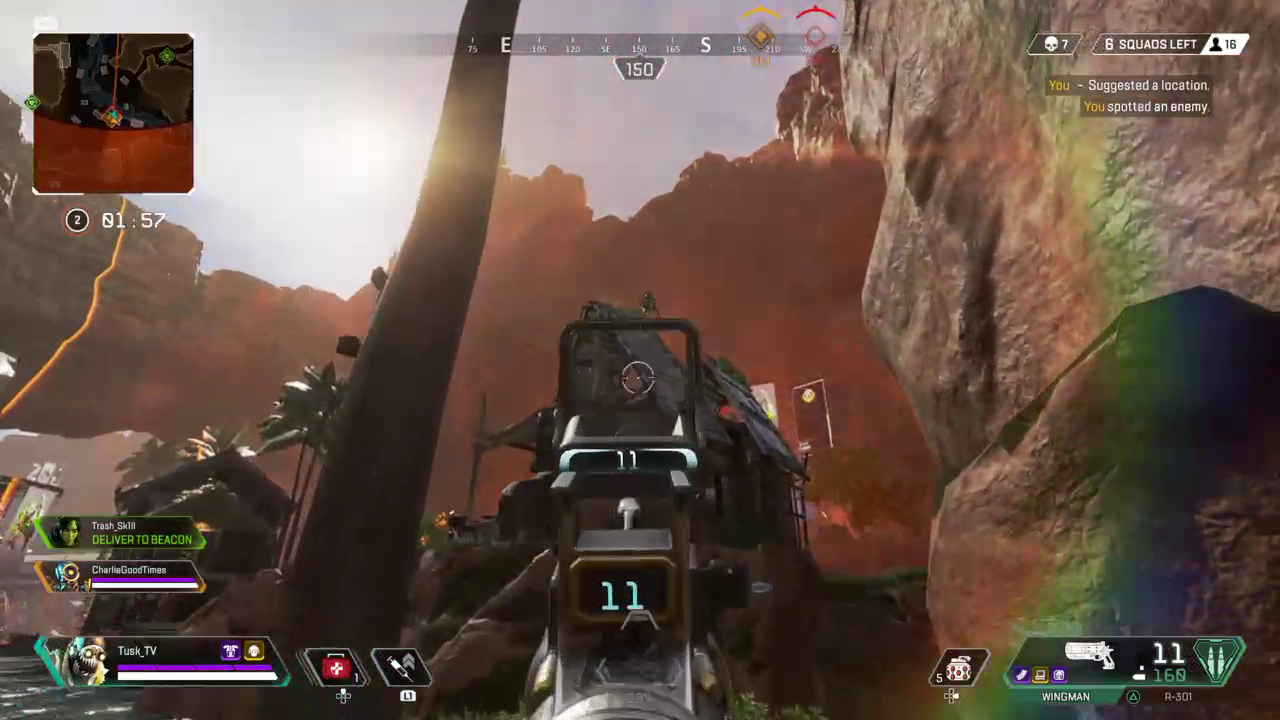 75 E 105 120 SE 150 165 S 195 210 SW
150
7
6 SQUADS LEFT 16
You - Suggested a location.
You spotted an enemy.
2 01:57
11
11
Trash_Sk1ll
DELIVER TO BEACON
CharlieGoodTimes
Tusk_TV
1
L1
5
11
160
WINGMAN
R-301